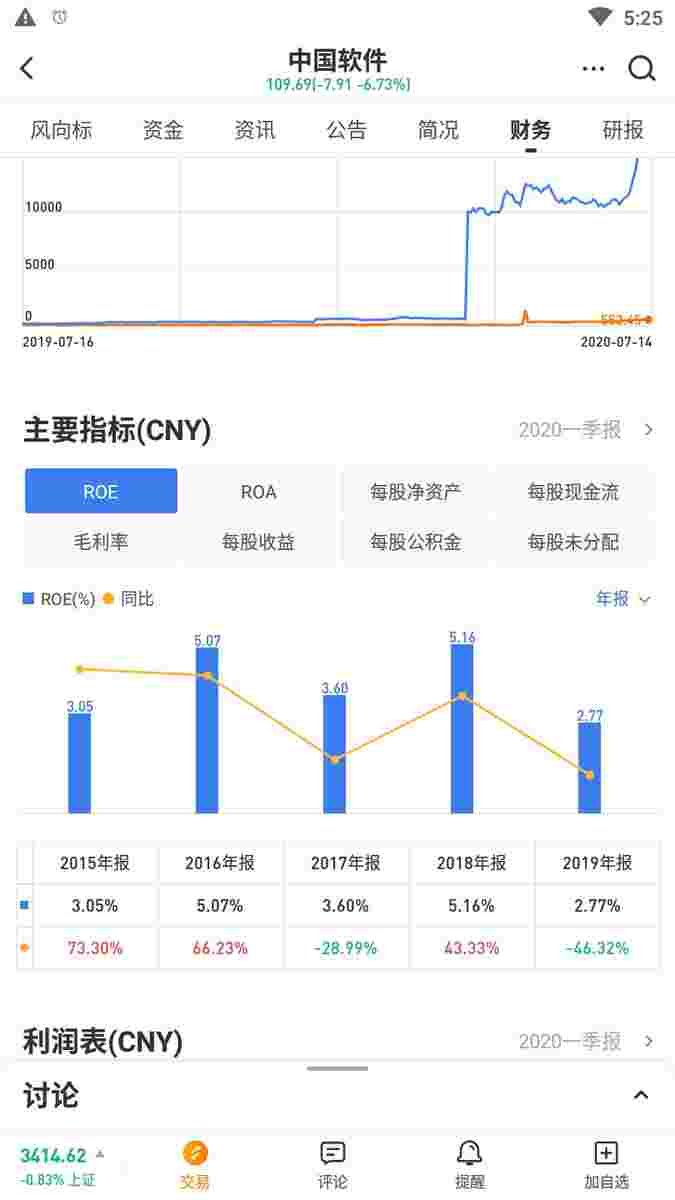 5:25
中国软件
109.69(-7.91 -6.73%)
风向标 资金 资讯 公告 简况 财务 研报
10000
5000
0
582.45
2019-07-16 2020-07-14
主要指标(CNY) 2020一季报
ROE ROA 每股净资产 每股现金流
毛利率 每股收益 每股公积金 每股未分配
ROE(%) 同比 年报
3.05 5.07 3.60 5.16 2.77
2015年报 2016年报 2017年报 2018年报 2019年报
3.05% 5.07% 3.60% 5.16% 2.77%
73.30% 66.23% -28.99% 43.33% -46.32%
利润表(CNY) 2020一季报
讨论
3414.62
-0.83% 上证
交易 评论 提醒 加自选